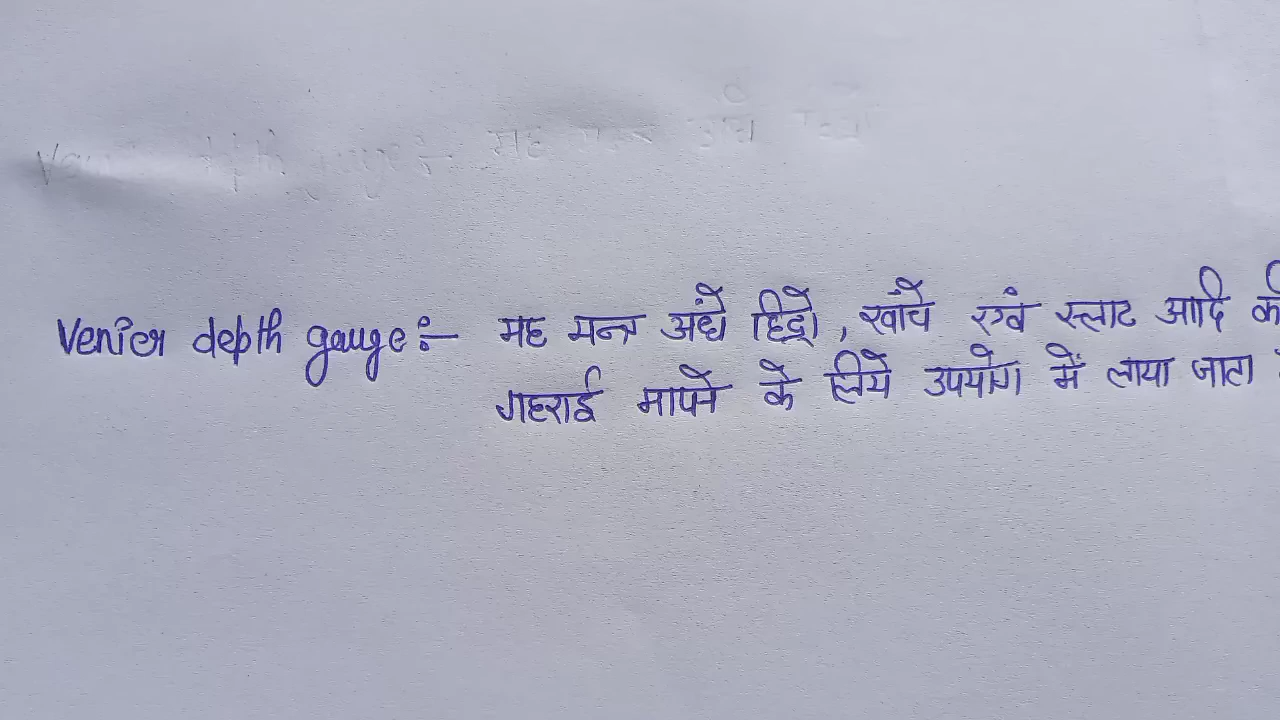 Venier depth gauge:- यह यन्त्र अंधे छिद्रो, खांचे एवं स्लाट आदि की
गहराई मापने के लिये उपयोग में लाया जाता